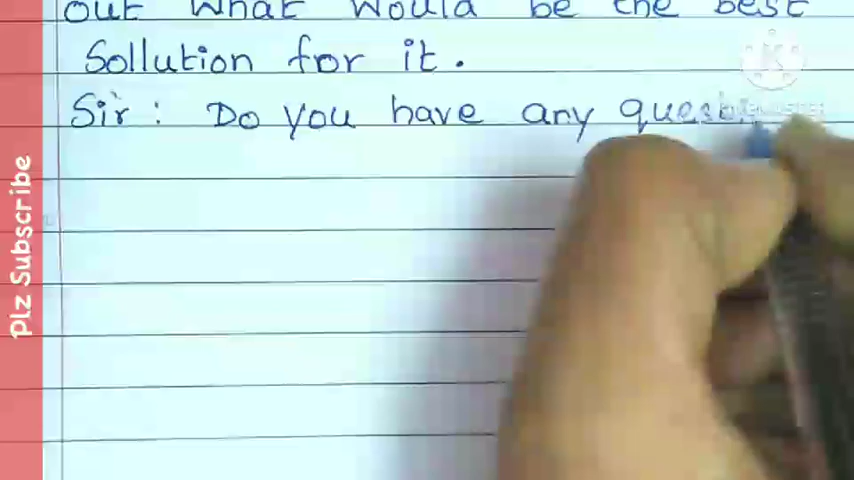 out what would be the best
Sollution for it.
Sir: Do you have any
Plz Subscribe
K